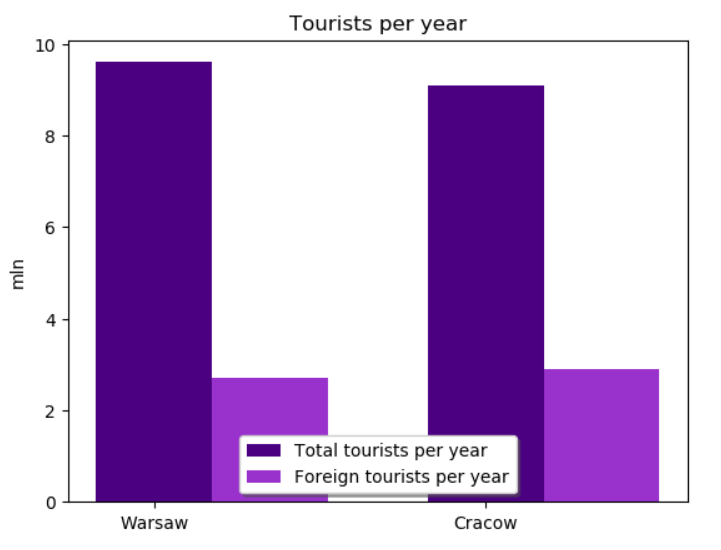 Tourists per year
10
8
6
4
2
0
mln
Total tourists per year
Foreign tourists per year
Warsaw
Cracow